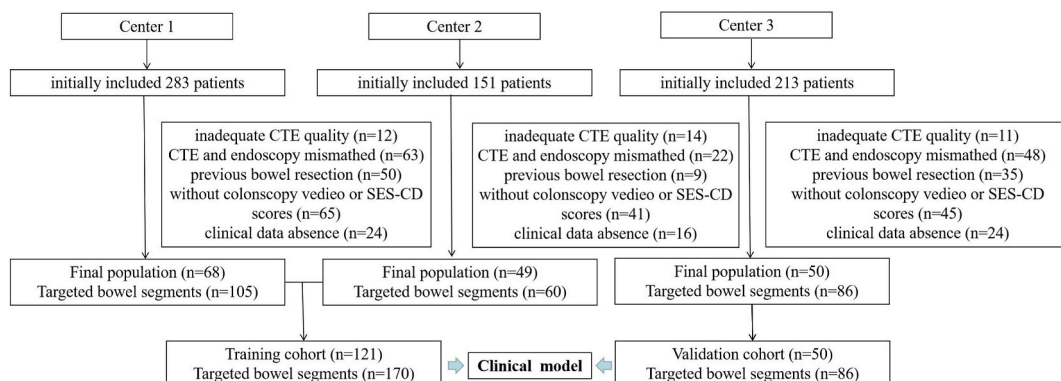 Center 1
Center 2
Center 3
initially included 283 patients
initially included 151 patients
initially included 213 patients
inadequate CTE quality (n=12)
CTE and endoscopy mismathed (n=63)
previous bowel resection (n=50)
without colonscopy vedieo or SES-CD
scores (n=65)
clinical data absence (n=24)
inadequate CTE quality (n=14)
CTE and endoscopy mismathed (n=22)
previous bowel resection (n=9)
without colonscopy vedieo or SES-CD
scores (n=41)
clinical data absence (n=16)
inadequate CTE quality (n=11)
CTE and endoscopy mismathed (n=48)
previous bowel resection (n=35)
without colonscopy vedieo or SES-CD
scores (n=45)
clinical data absence (n=24)
Final population (n=68)
Targeted bowel segments (n=105)
Final population (n=49)
Targeted bowel segments (n=60)
Final population (n=50)
Targeted bowel segments (n=86)
Training cohort (n=121)
Targeted bowel segments (n=170)
Clinical model
Validation cohort (n=50)
Targeted bowel segments (n=86)